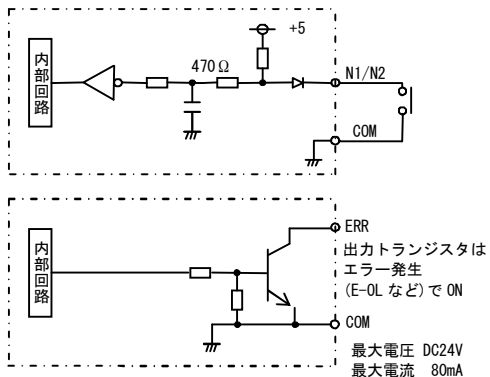 +5
内部回路
470Ω
N1/N2
COM
内部回路
ERR
出力トランジスタは
エラー発生
(E-OL など)で ON
COM
最大電圧 DC24V
最大電流 80mA